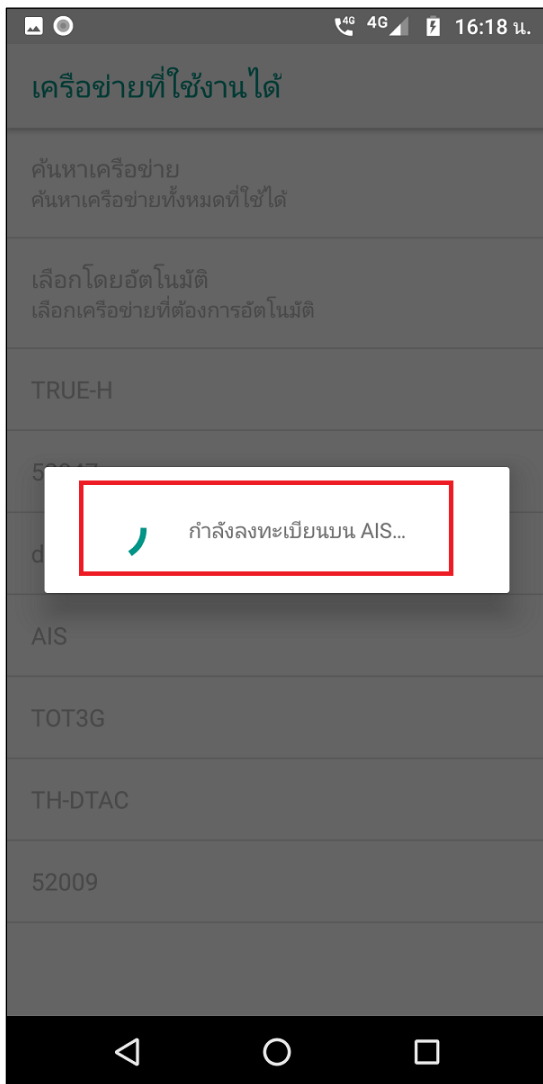 4G 4G 16:18 น.
เครือข่ายที่ใช้งานได้
ค้นหาเครือข่าย
ค้นหาเครือข่ายทั้งหมดที่ใช้ได้
เลือกโดยอัตโนมัติ
เลือกเครือข่ายที่ต้องการอัตโนมัติ
TRUE-H
กำลังลงทะเบียนบน AIS...
AIS
TOT3G
TH-DTAC
52009